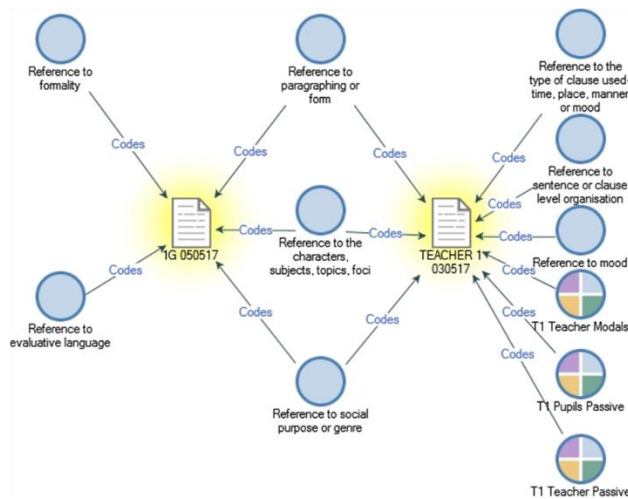 Reference to
formality
Reference to
paragraphing or
form
Reference to the
type of clause used-
time, place, manner
or mood
Codes
Codes
Codes
Codes
Reference to
sentence or clause
level organisation
Codes
1G 050517
Codes
Reference to the
characters,
subjects, topics, foci
Codes
TEACHER 1
030517
Codes
Codes
Reference to mood
Codes
Codes
T1 Teacher Modals
Reference to
evaluative language
Codes
Codes
Codes
Codes
T1 Pupils Passive
Reference to social
purpose or genre
T1 Teacher Passive